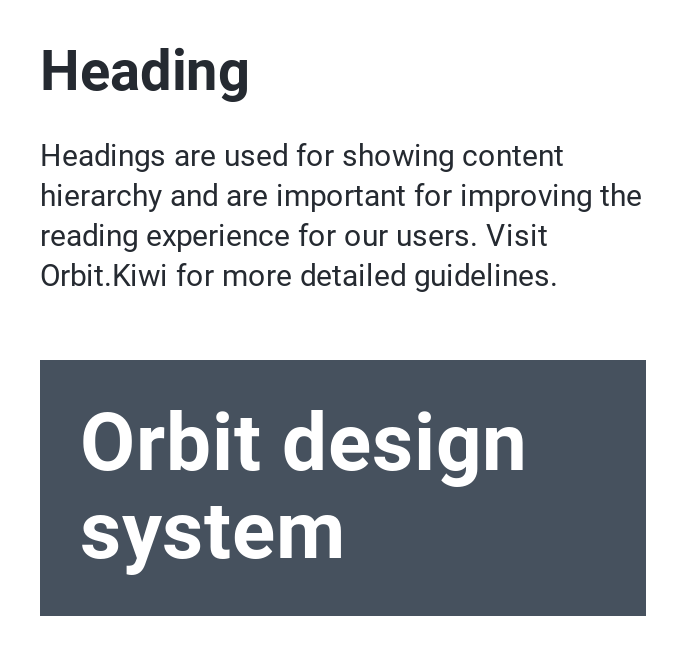 Heading
Headings are used for showing content
hierarchy and are important for improving the
reading experience for our users. Visit
Orbit.Kiwi for more detailed guidelines.
Orbit design
system